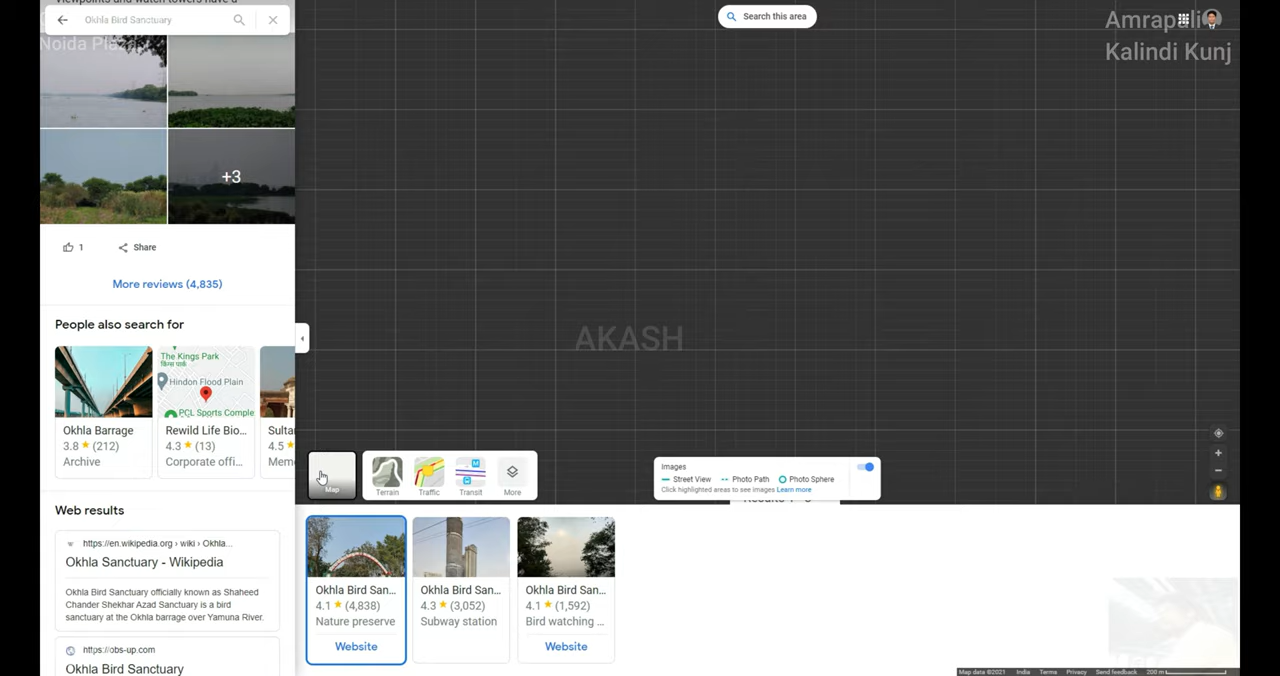 Okhla Bird Sanctuary
Noida Plaza
+3
1
Share
More reviews (4,835)
People also search for
The Kings Park
Hindon Flood Plain
PCL Sports Comple
Okhla Barrage
3.8 ★ (212)
Archive
Rewild Life Bio...
4.3 ★ (13)
Corporate offi...
Sultan
4.5 ★
Mem
Web results
https://en.wikipedia.org › wiki › Okhla...
Okhla Sanctuary - Wikipedia
Okhla Bird Sanctuary officially known as Shaheed
Chander Shekhar Azad Sanctuary is a bird
sanctuary at the Okhla barrage over Yamuna River.
https://obs-up.com
Okhla Bird Sanctuary
Search this area
Amrapali
Kalindi Kunj
AKASH
Map
Terrain
Traffic
Transit
More
Images
Street View
Photo Path
Photo Sphere
Click highlighted areas to see images Learn more
Okhla Bird San...
4.1 ★ (4,838)
Nature preserve
Website
Okhla Bird San...
4.3 ★ (3,052)
Subway station
Okhla Bird San...
4.1 ★ (1,592)
Bird watching ...
Website
Map data ©2021 India Terms Privacy Send feedback 200 m